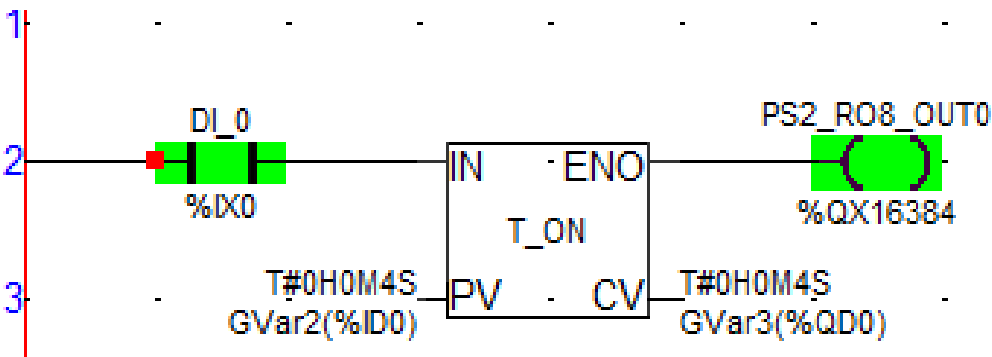 1
DI_0
PS2_RO8_OUT0
2
IN
ENO
%IX0
%QX16384
T_ON
T#0H0M4S
T#0H0M4S
3
PV
CV
GVar2(%ID0)
GVar3(%QD0)